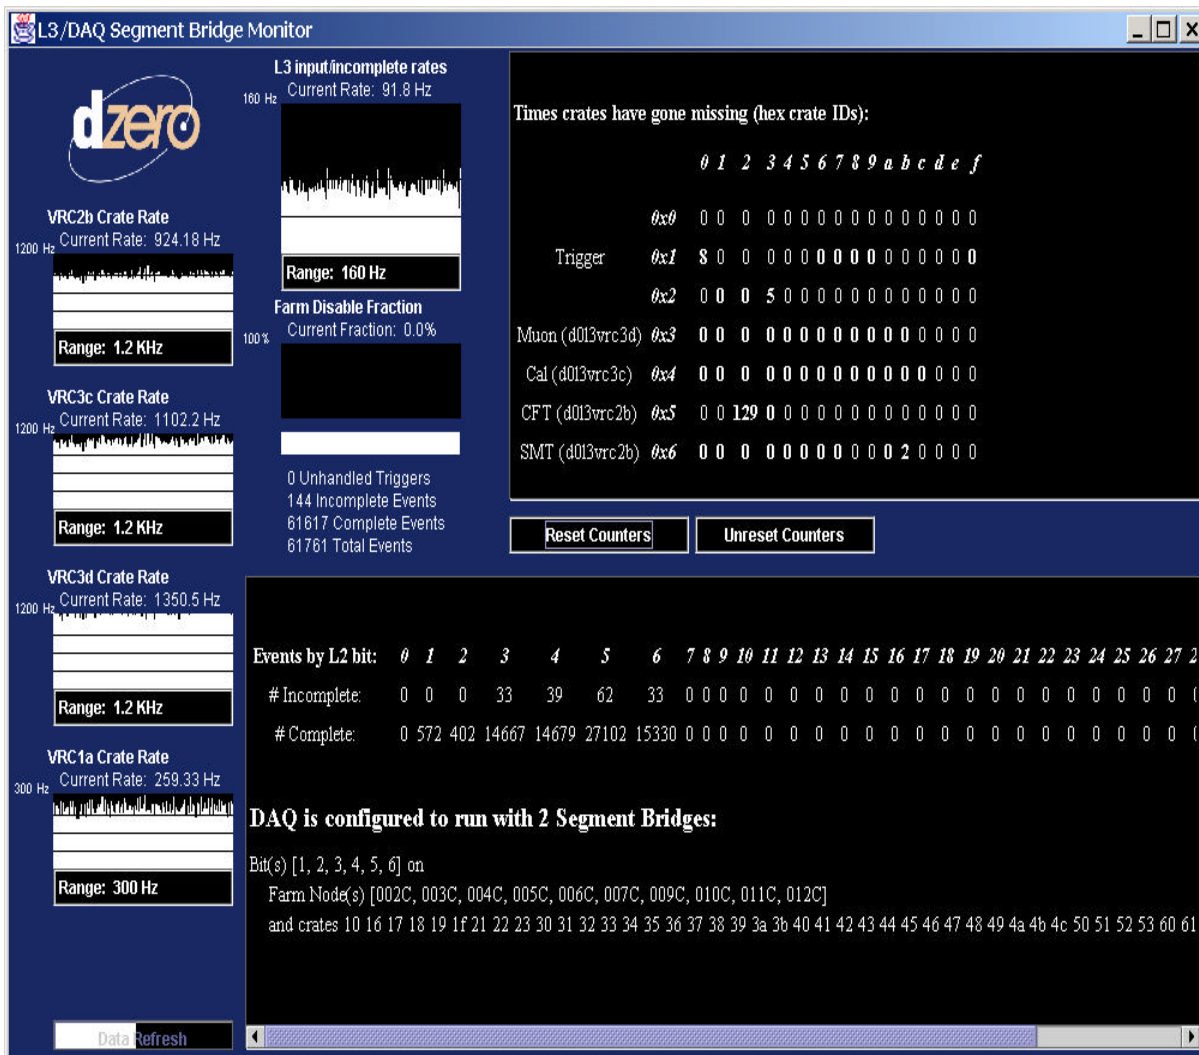 L3/DAQ Segment Bridge Monitor
dzero
L3 input/incomplete rates
Current Rate: 91.8 Hz
160 Hz
Range: 160 Hz
VRC2b Crate Rate
Current Rate: 924.18 Hz
1200 Hz
Range: 1.2 KHz
Farm Disable Fraction
Current Fraction: 0.0%
100%
VRC3c Crate Rate
Current Rate: 1102.2 Hz
1200 Hz
Range: 1.2 KHz
0 Unhandled Triggers
144 Incomplete Events
61617 Complete Events
61761 Total Events
VRC3d Crate Rate
Current Rate: 1350.5 Hz
1200 Hz
Range: 1.2 KHz
VRC1a Crate Rate
Current Rate: 259.33 Hz
300 Hz
Range: 300 Hz
Data Refresh
Times crates have gone missing (hex crate IDs):
0 1 2 3 4 5 6 7 8 9 a b c d e f
0x0 0 0 0 0 0 0 0 0 0 0 0 0 0 0 0 0
Trigger 0x1 8 0 0 0 0 0 0 0 0 0 0 0 0 0 0 0
0x2 0 0 0 5 0 0 0 0 0 0 0 0 0 0 0 0
Muon (d0l3vrc3d) 0x3 0 0 0 0 0 0 0 0 0 0 0 0 0 0 0 0
Cal (d0l3vrc3c) 0x4 0 0 0 0 0 0 0 0 0 0 0 0 0 0 0 0
CFT (d0l3vrc2b) 0x5 0 0 129 0 0 0 0 0 0 0 0 0 0 0 0 0
SMT (d0l3vrc2b) 0x6 0 0 0 0 0 0 0 0 0 0 0 2 0 0 0 0
Reset Counters Unreset Counters
Events by L2 bit: 0 1 2 3 4 5 6 7 8 9 10 11 12 13 14 15 16 17 18 19 20 21 22 23 24 25 26 27 2
# Incomplete: 0 0 0 33 39 62 33 0 0 0 0 0 0 0 0 0 0 0 0 0 0 0 0 0 0 0 0 0
# Complete: 0 572 402 14667 14679 27102 15330 0 0 0 0 0 0 0 0 0 0 0 0 0 0 0 0 0 0 0 0 0
DAQ is configured to run with 2 Segment Bridges:
Bit(s) [1, 2, 3, 4, 5, 6] on
Farm Node(s) [002C, 003C, 004C, 005C, 006C, 007C, 009C, 010C, 011C, 012C]
and crates 10 16 17 18 19 1f 21 22 23 30 31 32 33 34 35 36 37 38 39 3a 3b 40 41 42 43 44 45 46 47 48 49 4a 4b 4c 50 51 52 53 60 61